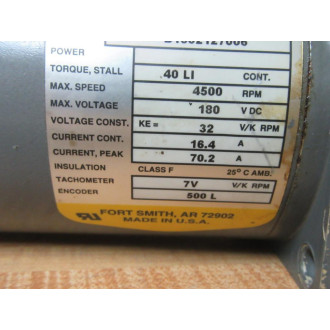 POWER
TORQUE, STALL 40 LI CONT.
MAX. SPEED 4500 RPM
MAX. VOLTAGE 180 V DC
VOLTAGE CONST. KE = 32 V/K RPM
CURRENT CONT. 16.4 A
CURRENT, PEAK 70.2 A
INSULATION CLASS F 25° C AMB.
TACHOMETER 7V V/K RPM
ENCODER 500 L
FORT SMITH, AR 72902
MADE IN U.S.A.